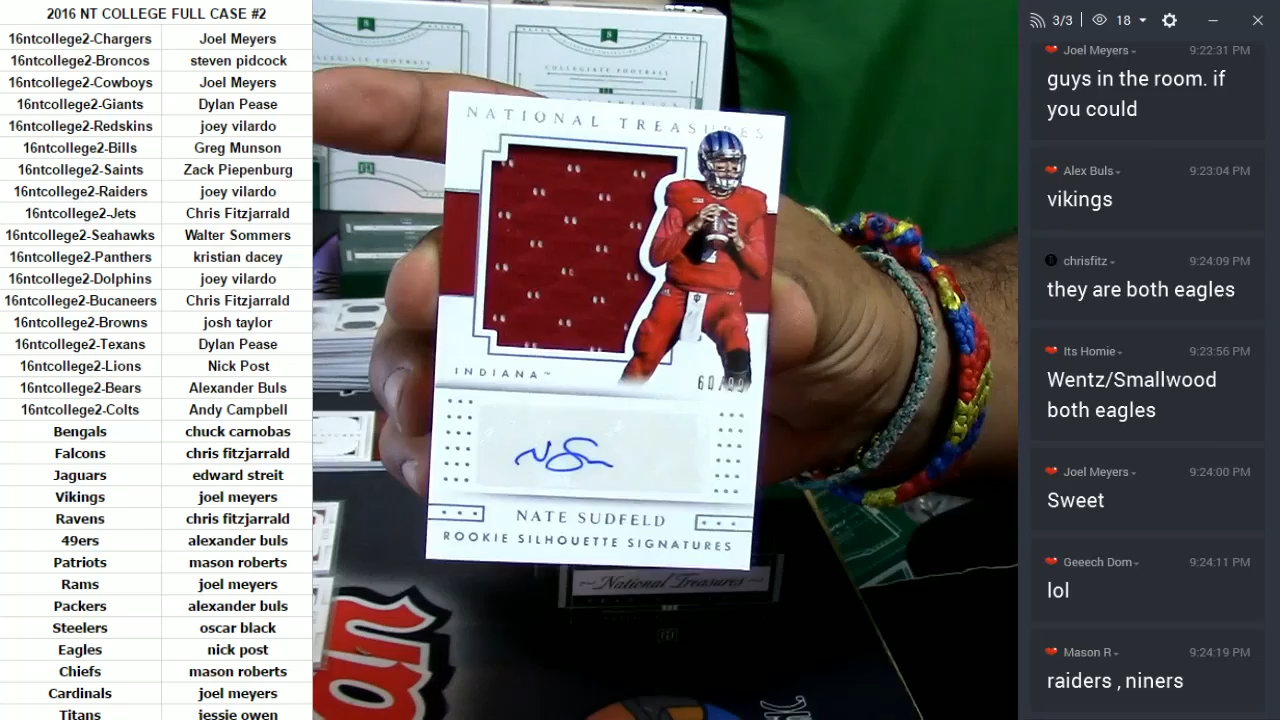 2016 NT COLLEGE FULL CASE #2
16ntcollege2-Chargers Joel Meyers
16ntcollege2-Broncos steven pidcock
16ntcollege2-Cowboys Joel Meyers
16ntcollege2-Giants Dylan Pease
16ntcollege2-Redskins joey vilardo
16ntcollege2-Bills Greg Munson
16ntcollege2-Saints Zack Piepenburg
16ntcollege2-Raiders joey vilardo
16ntcollege2-Jets Chris Fitzjarrald
16ntcollege2-Seahawks Walter Sommers
16ntcollege2-Panthers kristian dacey
16ntcollege2-Dolphins joey vilardo
16ntcollege2-Bucaneers Chris Fitzjarrald
16ntcollege2-Browns josh taylor
16ntcollege2-Texans Dylan Pease
16ntcollege2-Lions Nick Post
16ntcollege2-Bears Alexander Buls
16ntcollege2-Colts Andy Campbell
Bengals chuck carnobas
Falcons chris fitzjarrald
Jaguars edward streit
Vikings joel meyers
Ravens chris fitzjarrald
49ers alexander buls
Patriots mason roberts
Rams joel meyers
Packers alexander buls
Steelers oscar black
Eagles nick post
Chiefs mason roberts
Cardinals joel meyers
Titans jessie owen
COLLEGIATE FOOTBALL
NATIONAL TREASURES
INDIANA™
NATE SUDFELD
ROOKIE SILHOUETTE SIGNATURES
National Treasures
3/3 18
Joel Meyers 9:22:31 PM
guys in the room. if
you could
Alex Buls 9:23:04 PM
vikings
chrisfitz 9:24:09 PM
they are both eagles
Its Homie 9:23:56 PM
Wentz/Smallwood
both eagles
Joel Meyers 9:24:00 PM
Sweet
Geeech Dom 9:24:11 PM
lol
Mason R 9:24:19 PM
raiders , niners